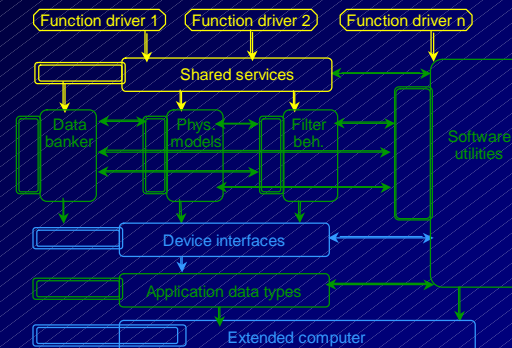 Function driver 1
Function driver 2
Function driver n
Shared services
Data
banker
Phys.
models
Filter
beh.
Software
utilities
Device interfaces
Application data types
Extended computer